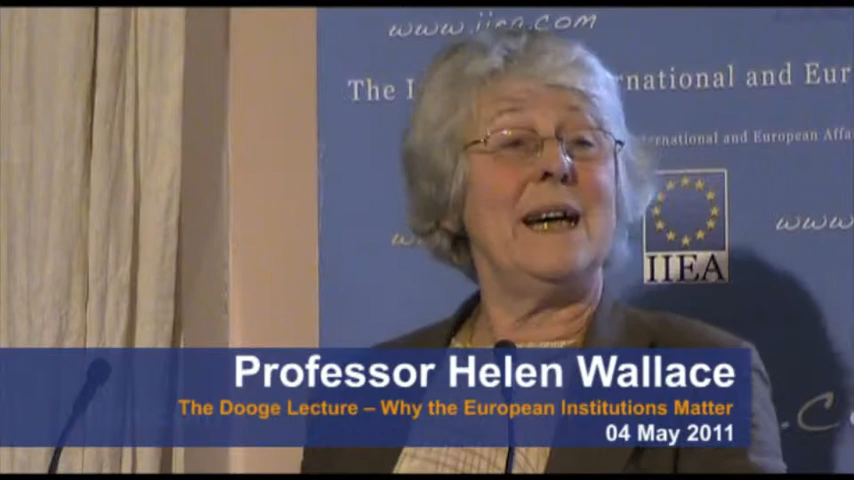 www.iiea.com
The I
rnational and Eur
ternational and European Affa
www
IIEA
Professor Helen Wallace
The Dooge Lecture – Why the European Institutions Matter
04 May 2011
.c